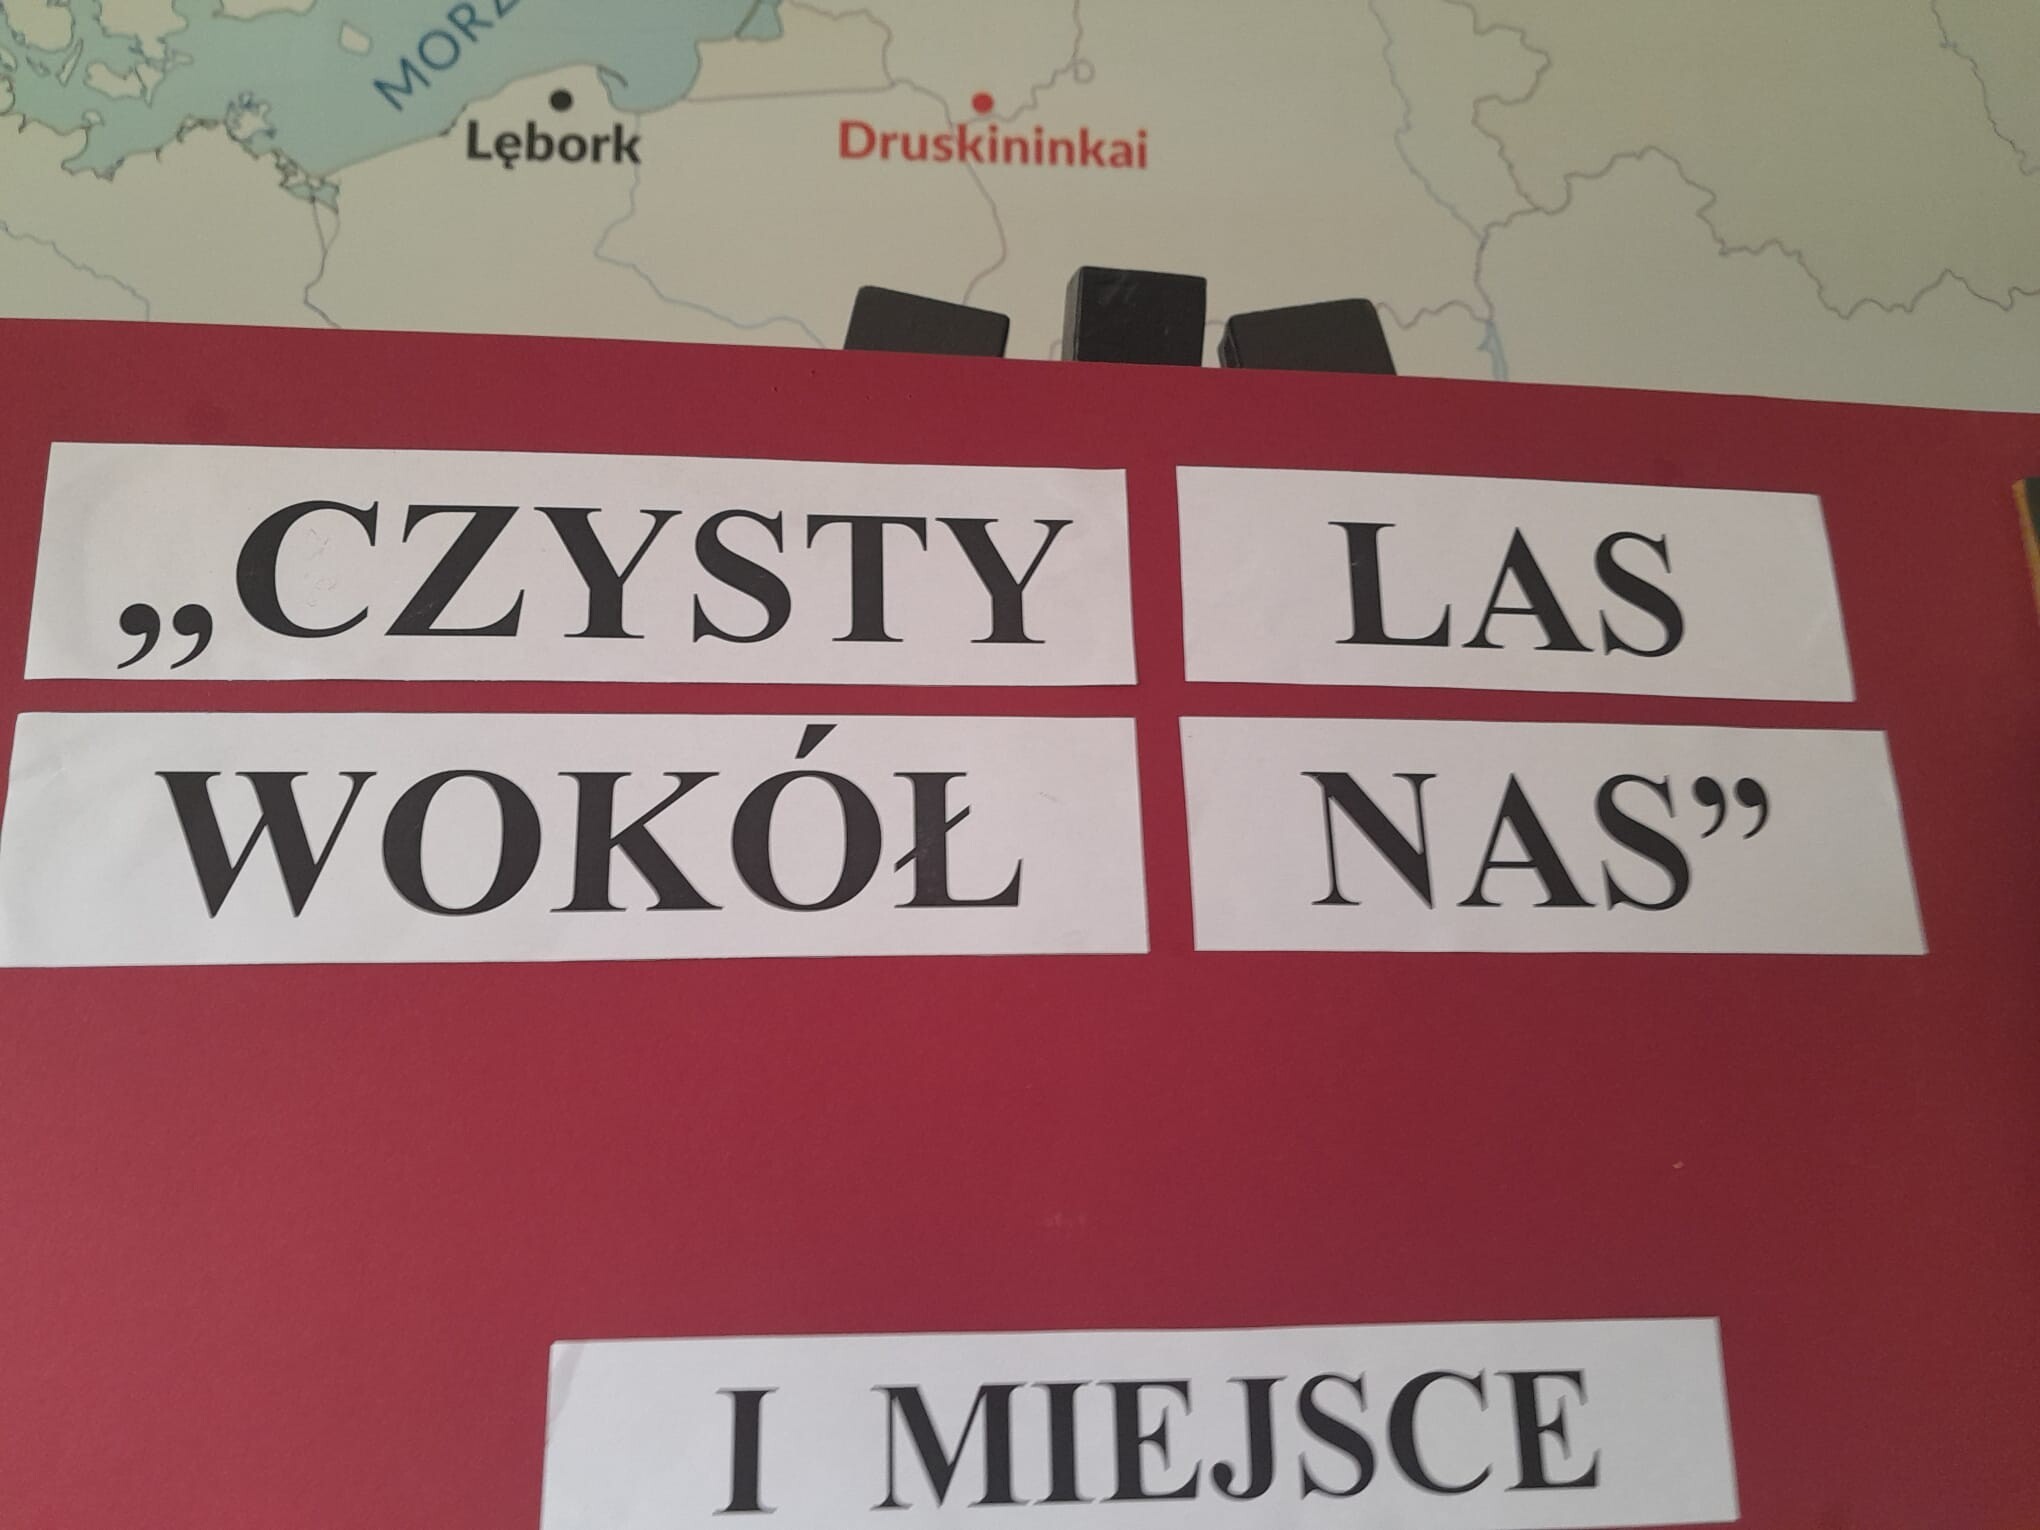 MORZ
Lębork
Druskininkai
„CZYSTY LAS
WOKÓŁ NAS”
I MIEJSCE